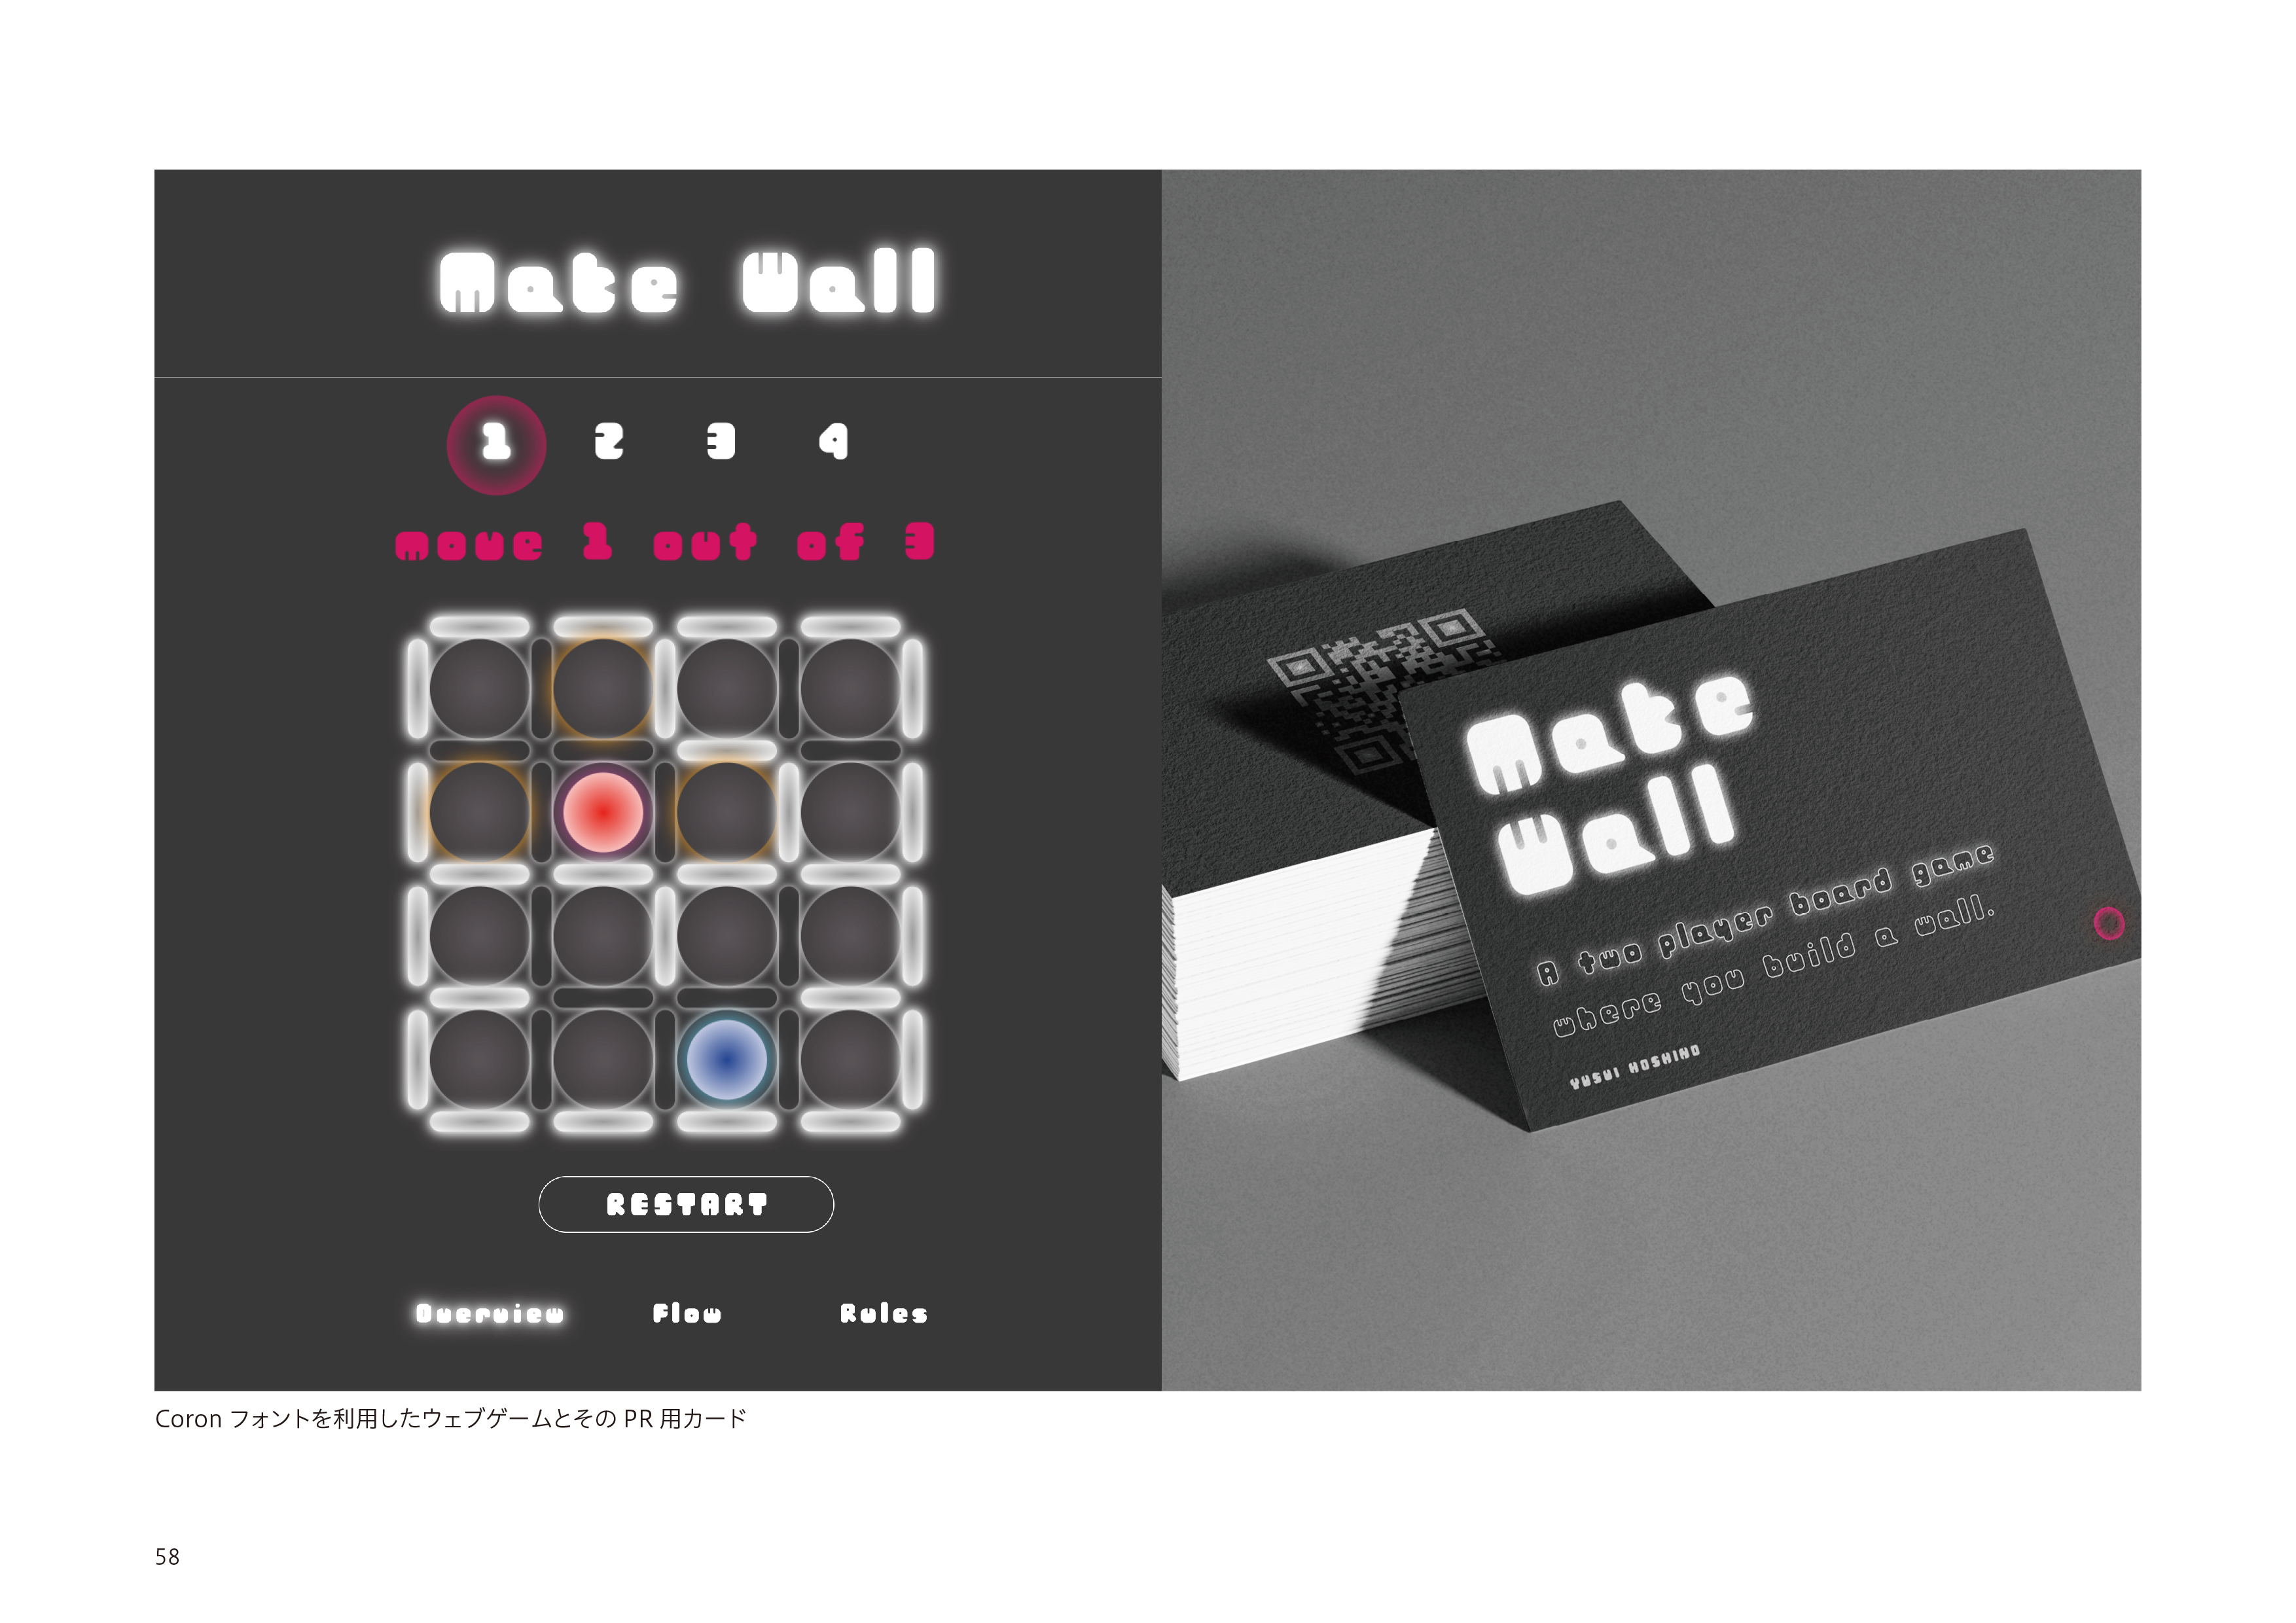 Mate Wall
1 2 3 4
move 1 out of 3
RESTART
Overview Flow Rules
Mate
Wall
A two player board game
where you build a wall.
YUSUI HOSHINO
Coron フォントを利用したウェブゲームとその PR 用カード
58